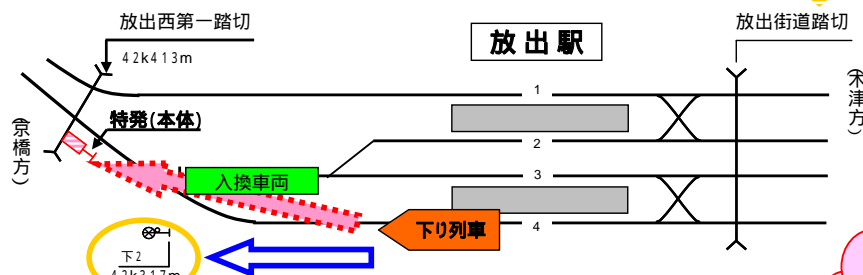 放出西第一踏切
42k413m
放出駅
放出街道踏切
(京橋方)
(木津方)
特発(本体)
1
2
3
4
入換車両
下り列車
下2
42k317m